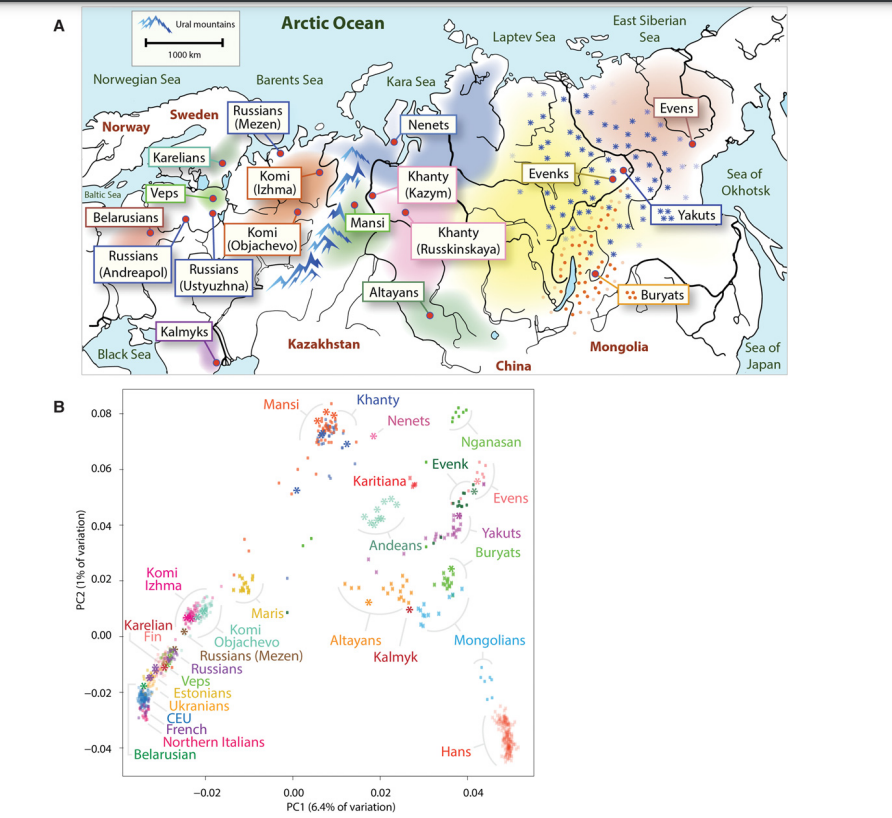 A
Ural mountains
1000 km
Arctic Ocean
Laptev Sea
East Siberian
Sea
Norwegian Sea
Barents Sea
Kara Sea
Norway
Sweden
Russians
(Mezen)
Nenets
Evens
Karelians
Komi
(Izhma)
Khanty
(Kazym)
Evenks
Sea of
Okhotsk
Baltic Sea
Veps
Belarusians
Mansi
Yakuts
Komi
(Objachevo)
Khanty
(Russkinskaya)
Russians
(Andreapol)
Russians
(Ustyuzhna)
Altayans
Buryats
Kalmyks
Black Sea
Kazakhstan
China
Mongolia
Sea of
Japan
B
PC2 (1% of variation)
0.08
0.06
0.04
0.02
0.00
−0.02
−0.04
Mansi
Khanty
Nenets
Nganasan
Evenk
Karitiana
Evens
Andeans
Yakuts
Buryats
Komi
Izhma
Maris
Karelian
Fin
Komi
Objachevo
Altayans
Mongolians
Kalmyk
Russians (Mezen)
Russians
Veps
Estonians
Ukranians
CEU
French
Northern Italians
Belarusian
Hans
−0.02
0.00
0.02
0.04
PC1 (6.4% of variation)